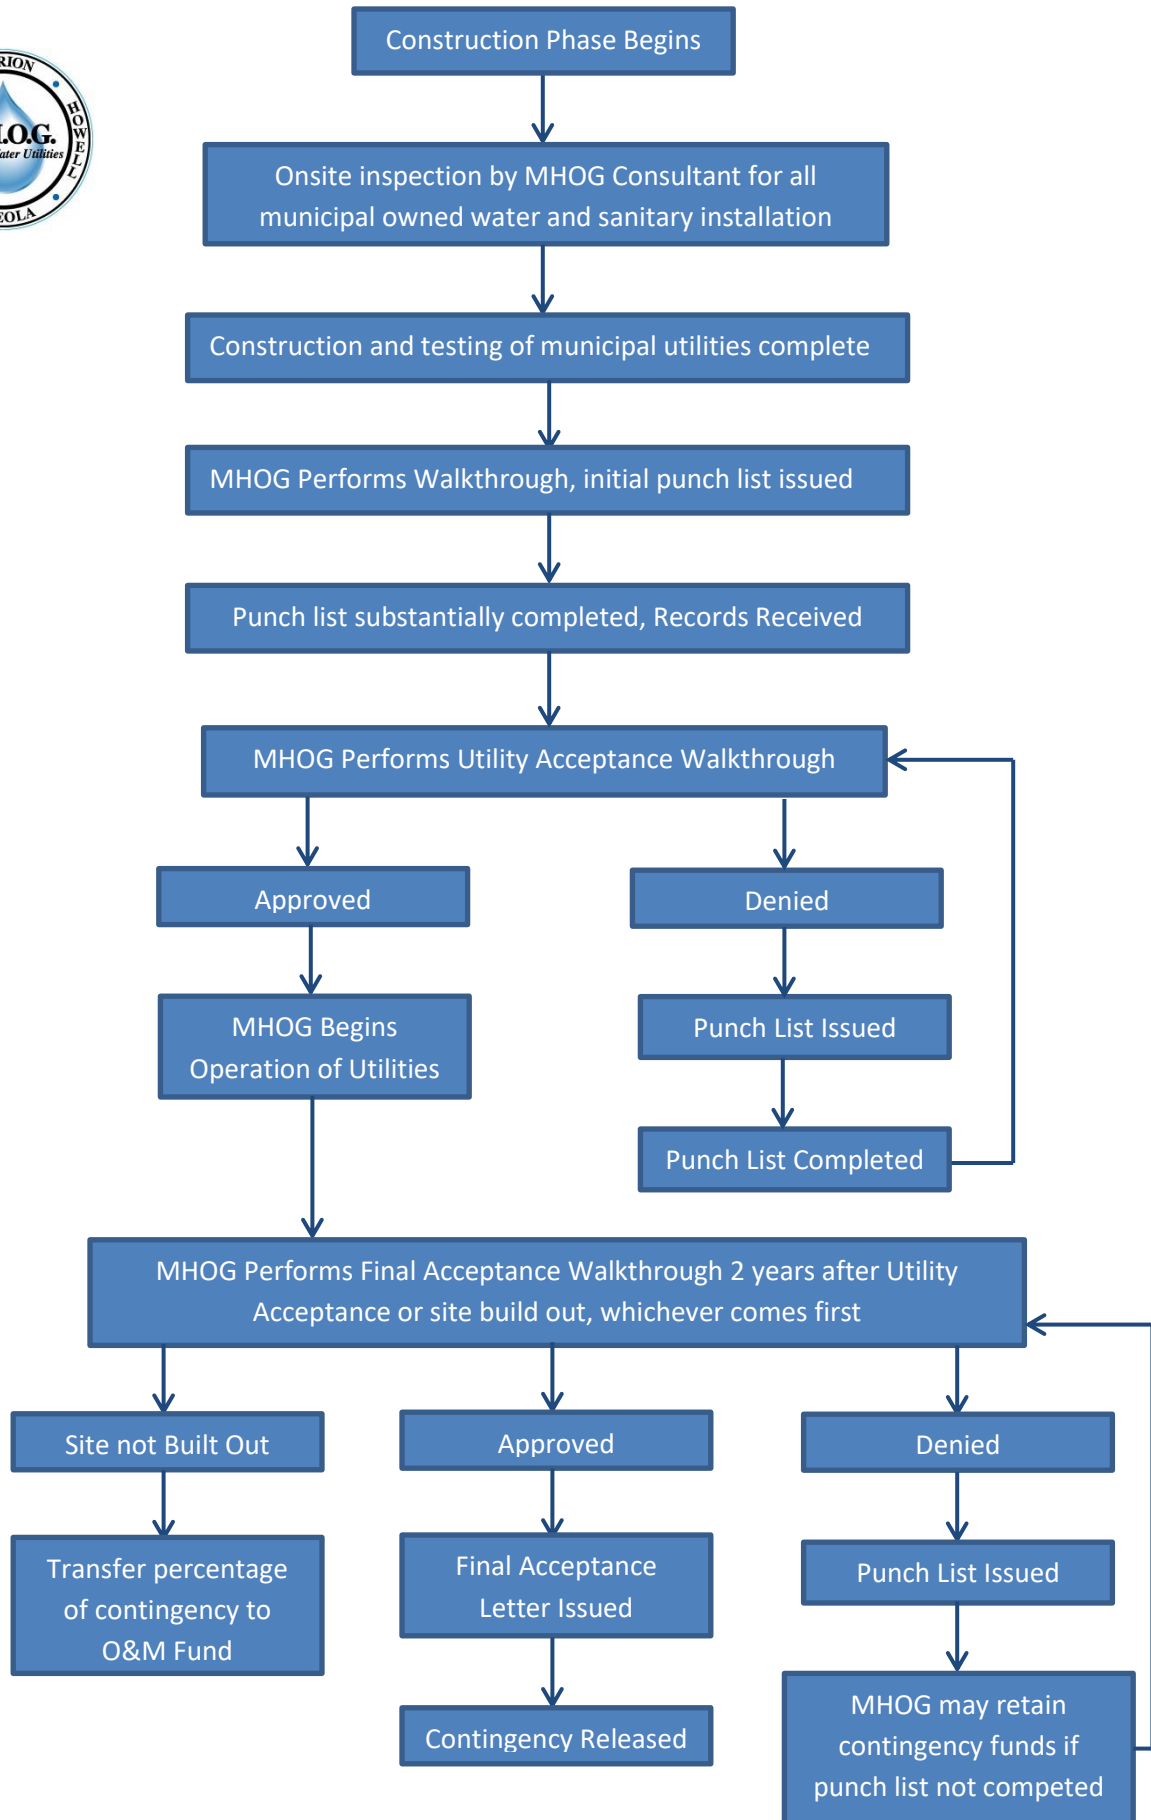 Construction Phase Begins
RION
HOWELL
I.O.G.
ater Utilities
EOLA
Onsite inspection by MHOG Consultant for all
municipal owned water and sanitary installation
Construction and testing of municipal utilities complete
MHOG Performs Walkthrough, initial punch list issued
Punch list substantially completed, Records Received
MHOG Performs Utility Acceptance Walkthrough
Approved
Denied
MHOG Begins
Operation of Utilities
Punch List Issued
Punch List Completed
MHOG Performs Final Acceptance Walkthrough 2 years after Utility
Acceptance or site build out, whichever comes first
Site not Built Out
Approved
Denied
Transfer percentage
of contingency to
O&M Fund
Final Acceptance
Letter Issued
Punch List Issued
Contingency Released
MHOG may retain
contingency funds if
punch list not competed